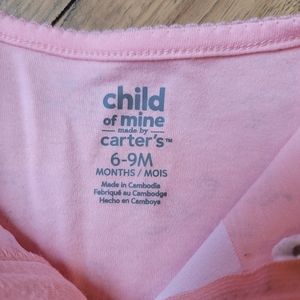 child
of mine
made by
carter's™
6-9M
MONTHS / MOIS
Made in Cambodia
Fabriqué au Cambodge
Hecho en Camboya